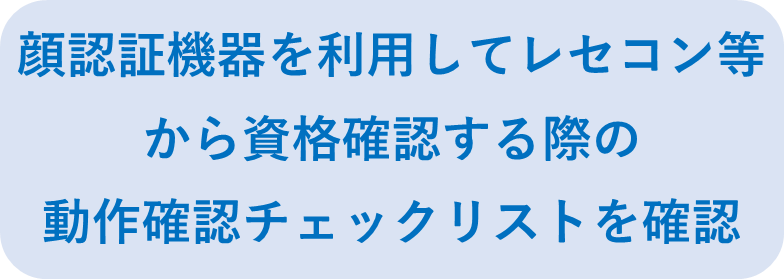 顔認証機器を利用してレセコン等
から資格確認する際の
動作確認チェックリストを確認